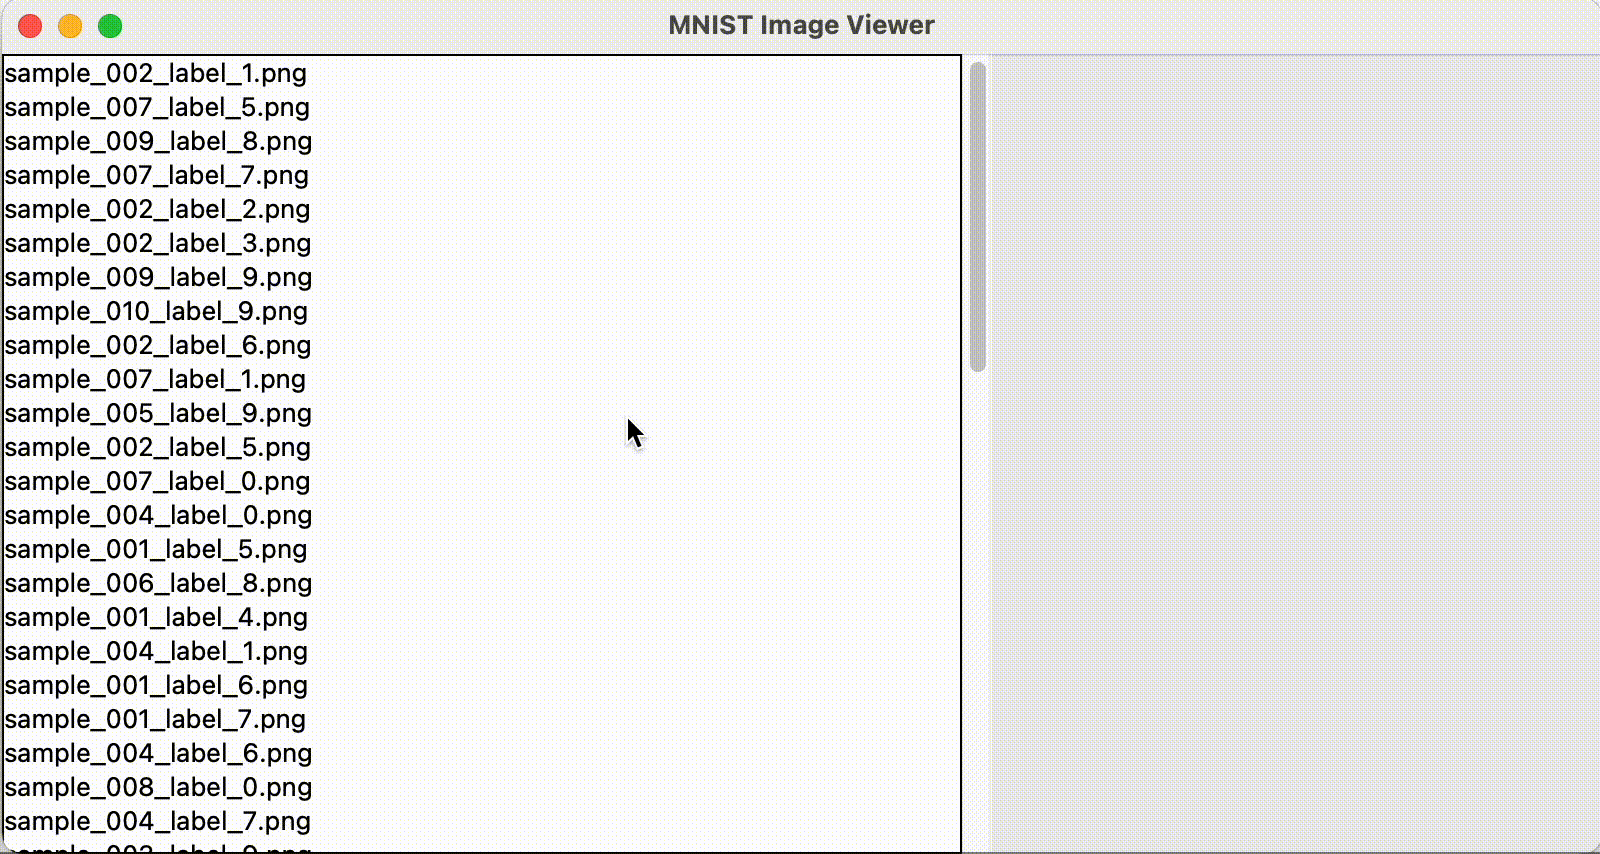 MNIST Image Viewer
sample_002_label_1.png
sample_007_label_5.png
sample_009_label_8.png
sample_007_label_7.png
sample_002_label_2.png
sample_002_label_3.png
sample_009_label_9.png
sample_010_label_9.png
sample_002_label_6.png
sample_007_label_1.png
sample_005_label_9.png
sample_002_label_5.png
sample_007_label_0.png
sample_004_label_0.png
sample_001_label_5.png
sample_006_label_8.png
sample_001_label_4.png
sample_004_label_1.png
sample_001_label_6.png
sample_001_label_7.png
sample_004_label_6.png
sample_008_label_0.png
sample_004_label_7.png